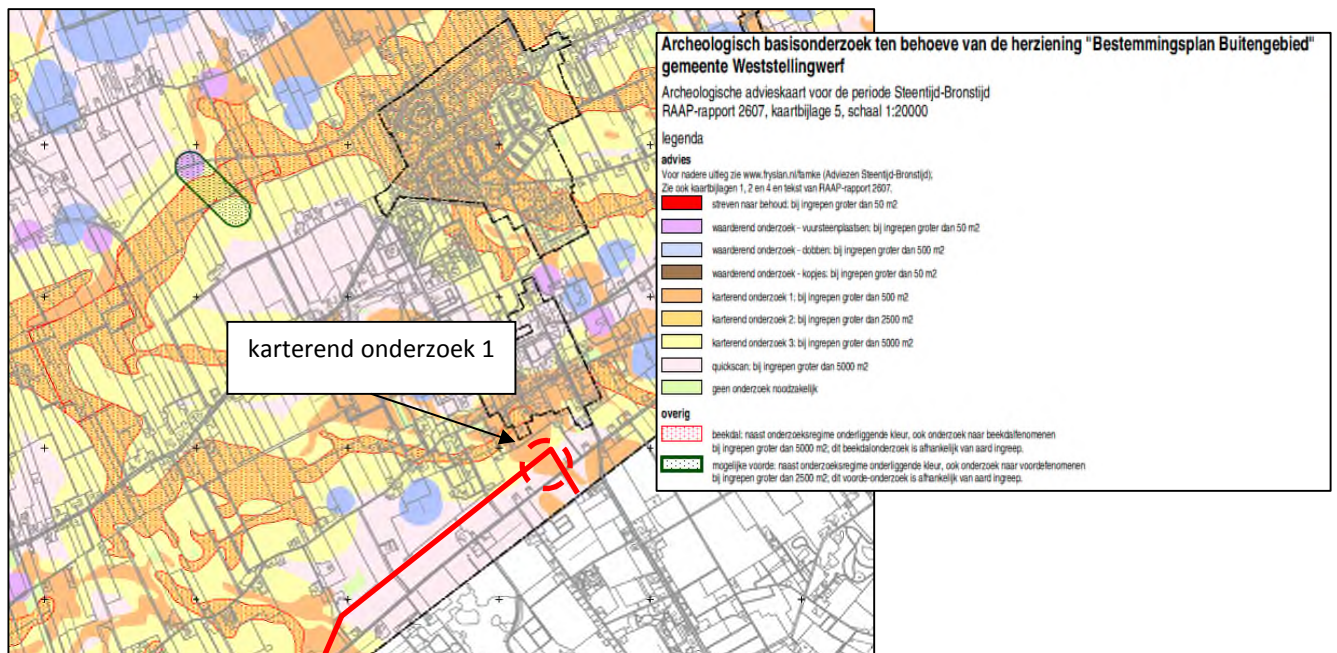 karterend onderzoek 1
Archeologisch basisonderzoek ten behoeve van de herziening "Bestemmingsplan Buitengebied"
gemeente Weststellingwerf
Archeologische advieskaart voor de periode Steentijd-Bronstijd
RAAP-rapport 2607, kaartbijlage 5, schaal 1:20000
legenda
advies
Voor nadere uitleg zie www.fryslan.nl/famke (Adviezen Steentijd-Bronstijd);
Zie ook kaartbijlagen 1, 2 en 4 en tekst van RAAP-rapport 2607.
streven naar behoud: bij ingrepen groter dan 50 m2
waarderend onderzoek - vuursteenplaatsen: bij ingrepen groter dan 50 m2
waarderend onderzoek - dobben: bij ingrepen groter dan 500 m2
waarderend onderzoek - kopjes: bij ingrepen groter dan 50 m2
karterend onderzoek 1: bij ingrepen groter dan 500 m2
karterend onderzoek 2: bij ingrepen groter dan 2500 m2
karterend onderzoek 3: bij ingrepen groter dan 5000 m2
quickscan: bij ingrepen groter dan 5000 m2
geen onderzoek noodzakelijk
overig
beekdal: naast onderzoeksregime onderliggende kleur, ook onderzoek naar beekdalfenomenen
bij ingrepen groter dan 5000 m2; dit beekdalonderzoek is afhankelijk van aard ingreep.
mogelijke voorde: naast onderzoeksregime onderliggende kleur, ook onderzoek naar voordefenomenen
bij ingrepen groter dan 2500 m2; dit voorde-onderzoek is afhankelijk van aard ingreep.